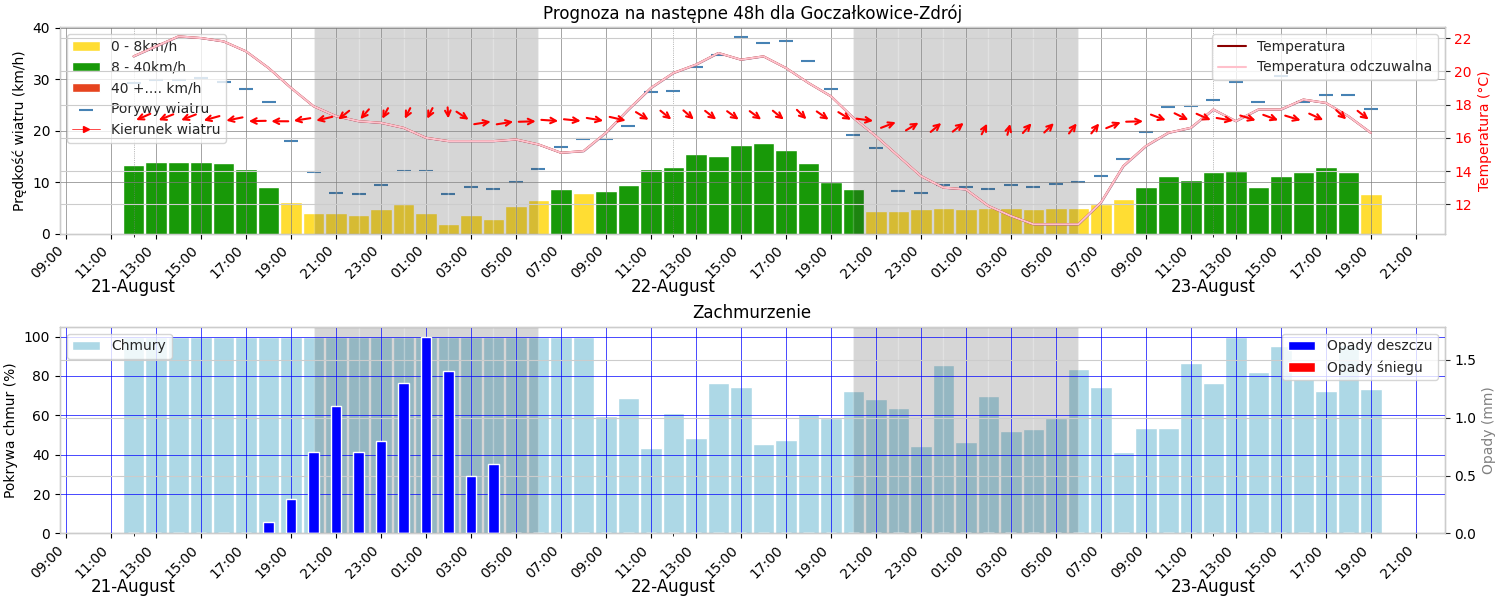 Prognoza na następne 48h dla Goczałkowice-Zdrój
Prędkość wiatru (km/h)
40
30
20
10
0
0 - 8km/h
8 - 40km/h
40 +.... km/h
Porywy wiatru
Kierunek wiatru
Temperatura
Temperatura odczuwalna
22
20
18
16
14
12
Temperatura (°C)
09:00 11:00 13:00 15:00 17:00 19:00 21:00 23:00 01:00 03:00 05:00 07:00 09:00 11:00 13:00 15:00 17:00 19:00 21:00 23:00 01:00 03:00 05:00 07:00 09:00 11:00 13:00 15:00 17:00 19:00 21:00
21-August 22-August 23-August
Zachmurzenie
Pokrywa chmur (%)
100
80
60
40
20
0
Chmury
Opady deszczu
Opady śniegu
1.5
1.0
0.5
0.0
Opady (mm)
09:00 11:00 13:00 15:00 17:00 19:00 21:00 23:00 01:00 03:00 05:00 07:00 09:00 11:00 13:00 15:00 17:00 19:00 21:00 23:00 01:00 03:00 05:00 07:00 09:00 11:00 13:00 15:00 17:00 19:00 21:00
21-August 22-August 23-August